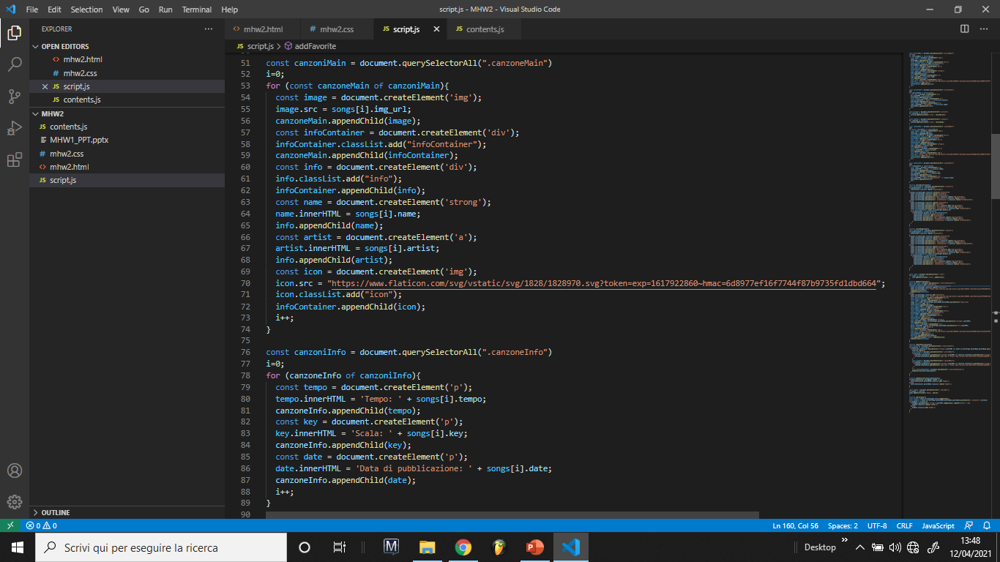 File Edit Selection View Go Run Terminal Help
script.js - MHW2 - Visual Studio Code
EXPLORER
OPEN EDITORS
mhw2.html
mhw2.css
script.js
contents.js
MHW2
contents.js
MHW1_PPT.pptx
mhw2.css
mhw2.html
script.js
OUTLINE
mhw2.html mhw2.css script.js contents.js
script.js > addFavorite
51 const canzoniMain = document.querySelectorAll(".canzoneMain")
52 i=0;
53 for (const canzoneMain of canzoniMain){
54 const image = document.createElement('img');
55 image.src = songs[i].img_url;
56 canzoneMain.appendChild(image);
57 const infoContainer = document.createElement('div');
58 infoContainer.classList.add("infoContainer");
59 canzoneMain.appendChild(infoContainer);
60 const info = document.createElement('div');
61 info.classList.add("info");
62 infoContainer.appendChild(info);
63 const name = document.createElement('strong');
64 name.innerHTML = songs[i].name;
65 info.appendChild(name);
66 const artist = document.createElement('a');
67 artist.innerHTML = songs[i].artist;
68 info.appendChild(artist);
69 const icon = document.createElement('img');
70 icon.src = "https://www.flaticon.com/svg/vstatic/svg/1828/1828970.svg?token=exp=1617922860~hmac=6d8977ef16f7744f87b9735fd1dbd664";
71 icon.classList.add("icon");
72 infoContainer.appendChild(icon);
73 i++;
74 }
75
76 const canzoniInfo = document.querySelectorAll(".canzoneInfo")
77 i=0;
78 for (canzoneInfo of canzoniInfo){
79 const tempo = document.createElement('p');
80 tempo.innerHTML = 'Tempo: ' + songs[i].tempo;
81 canzoneInfo.appendChild(tempo);
82 const key = document.createElement('p');
83 key.innerHTML = 'Scala: ' + songs[i].key;
84 canzoneInfo.appendChild(key);
85 const date = document.createElement('p');
86 date.innerHTML = 'Data di pubblicazione: ' + songs[i].date;
87 canzoneInfo.appendChild(date);
88 i++;
89 }
90
0 0
Ln 160, Col 56 Spaces: 2 UTF-8 CRLF JavaScript
Scrivi qui per eseguire la ricerca
Desktop
13:48
12/04/2021